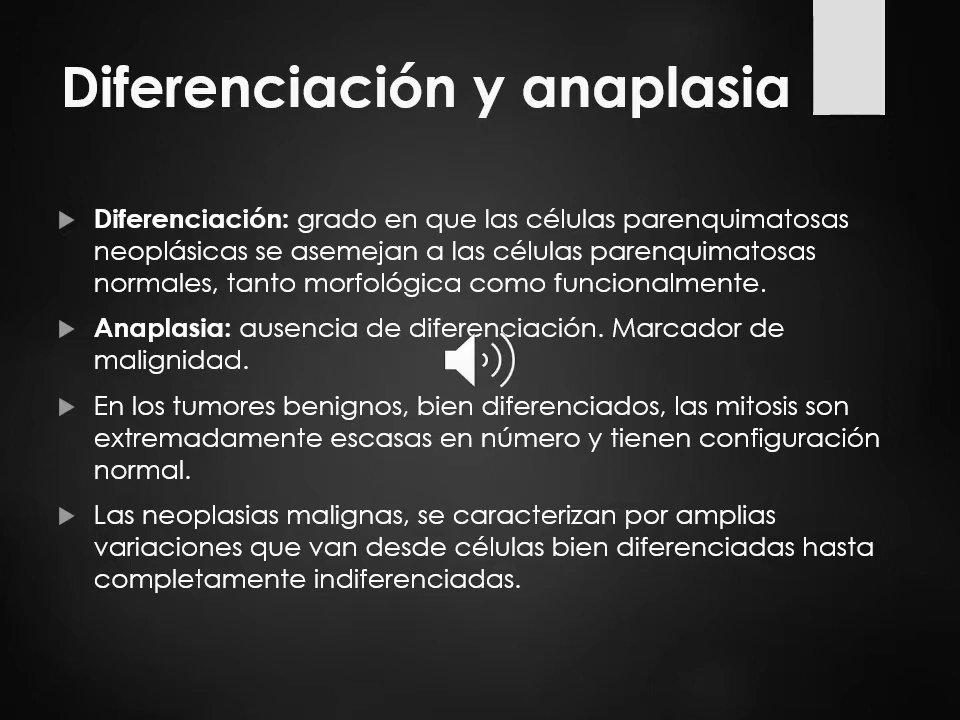 Diferenciación y anaplasia
Diferenciación: grado en que las células parenquimatosas
neoplásicas se asemejan a las células parenquimatosas
normales, tanto morfológica como funcionalmente.
Anaplasia: ausencia de diferenciación. Marcador de
malignidad.
En los tumores benignos, bien diferenciados, las mitosis son
extremadamente escasas en número y tienen configuración
normal.
Las neoplasias malignas, se caracterizan por amplias
variaciones que van desde células bien diferenciadas hasta
completamente indiferenciadas.